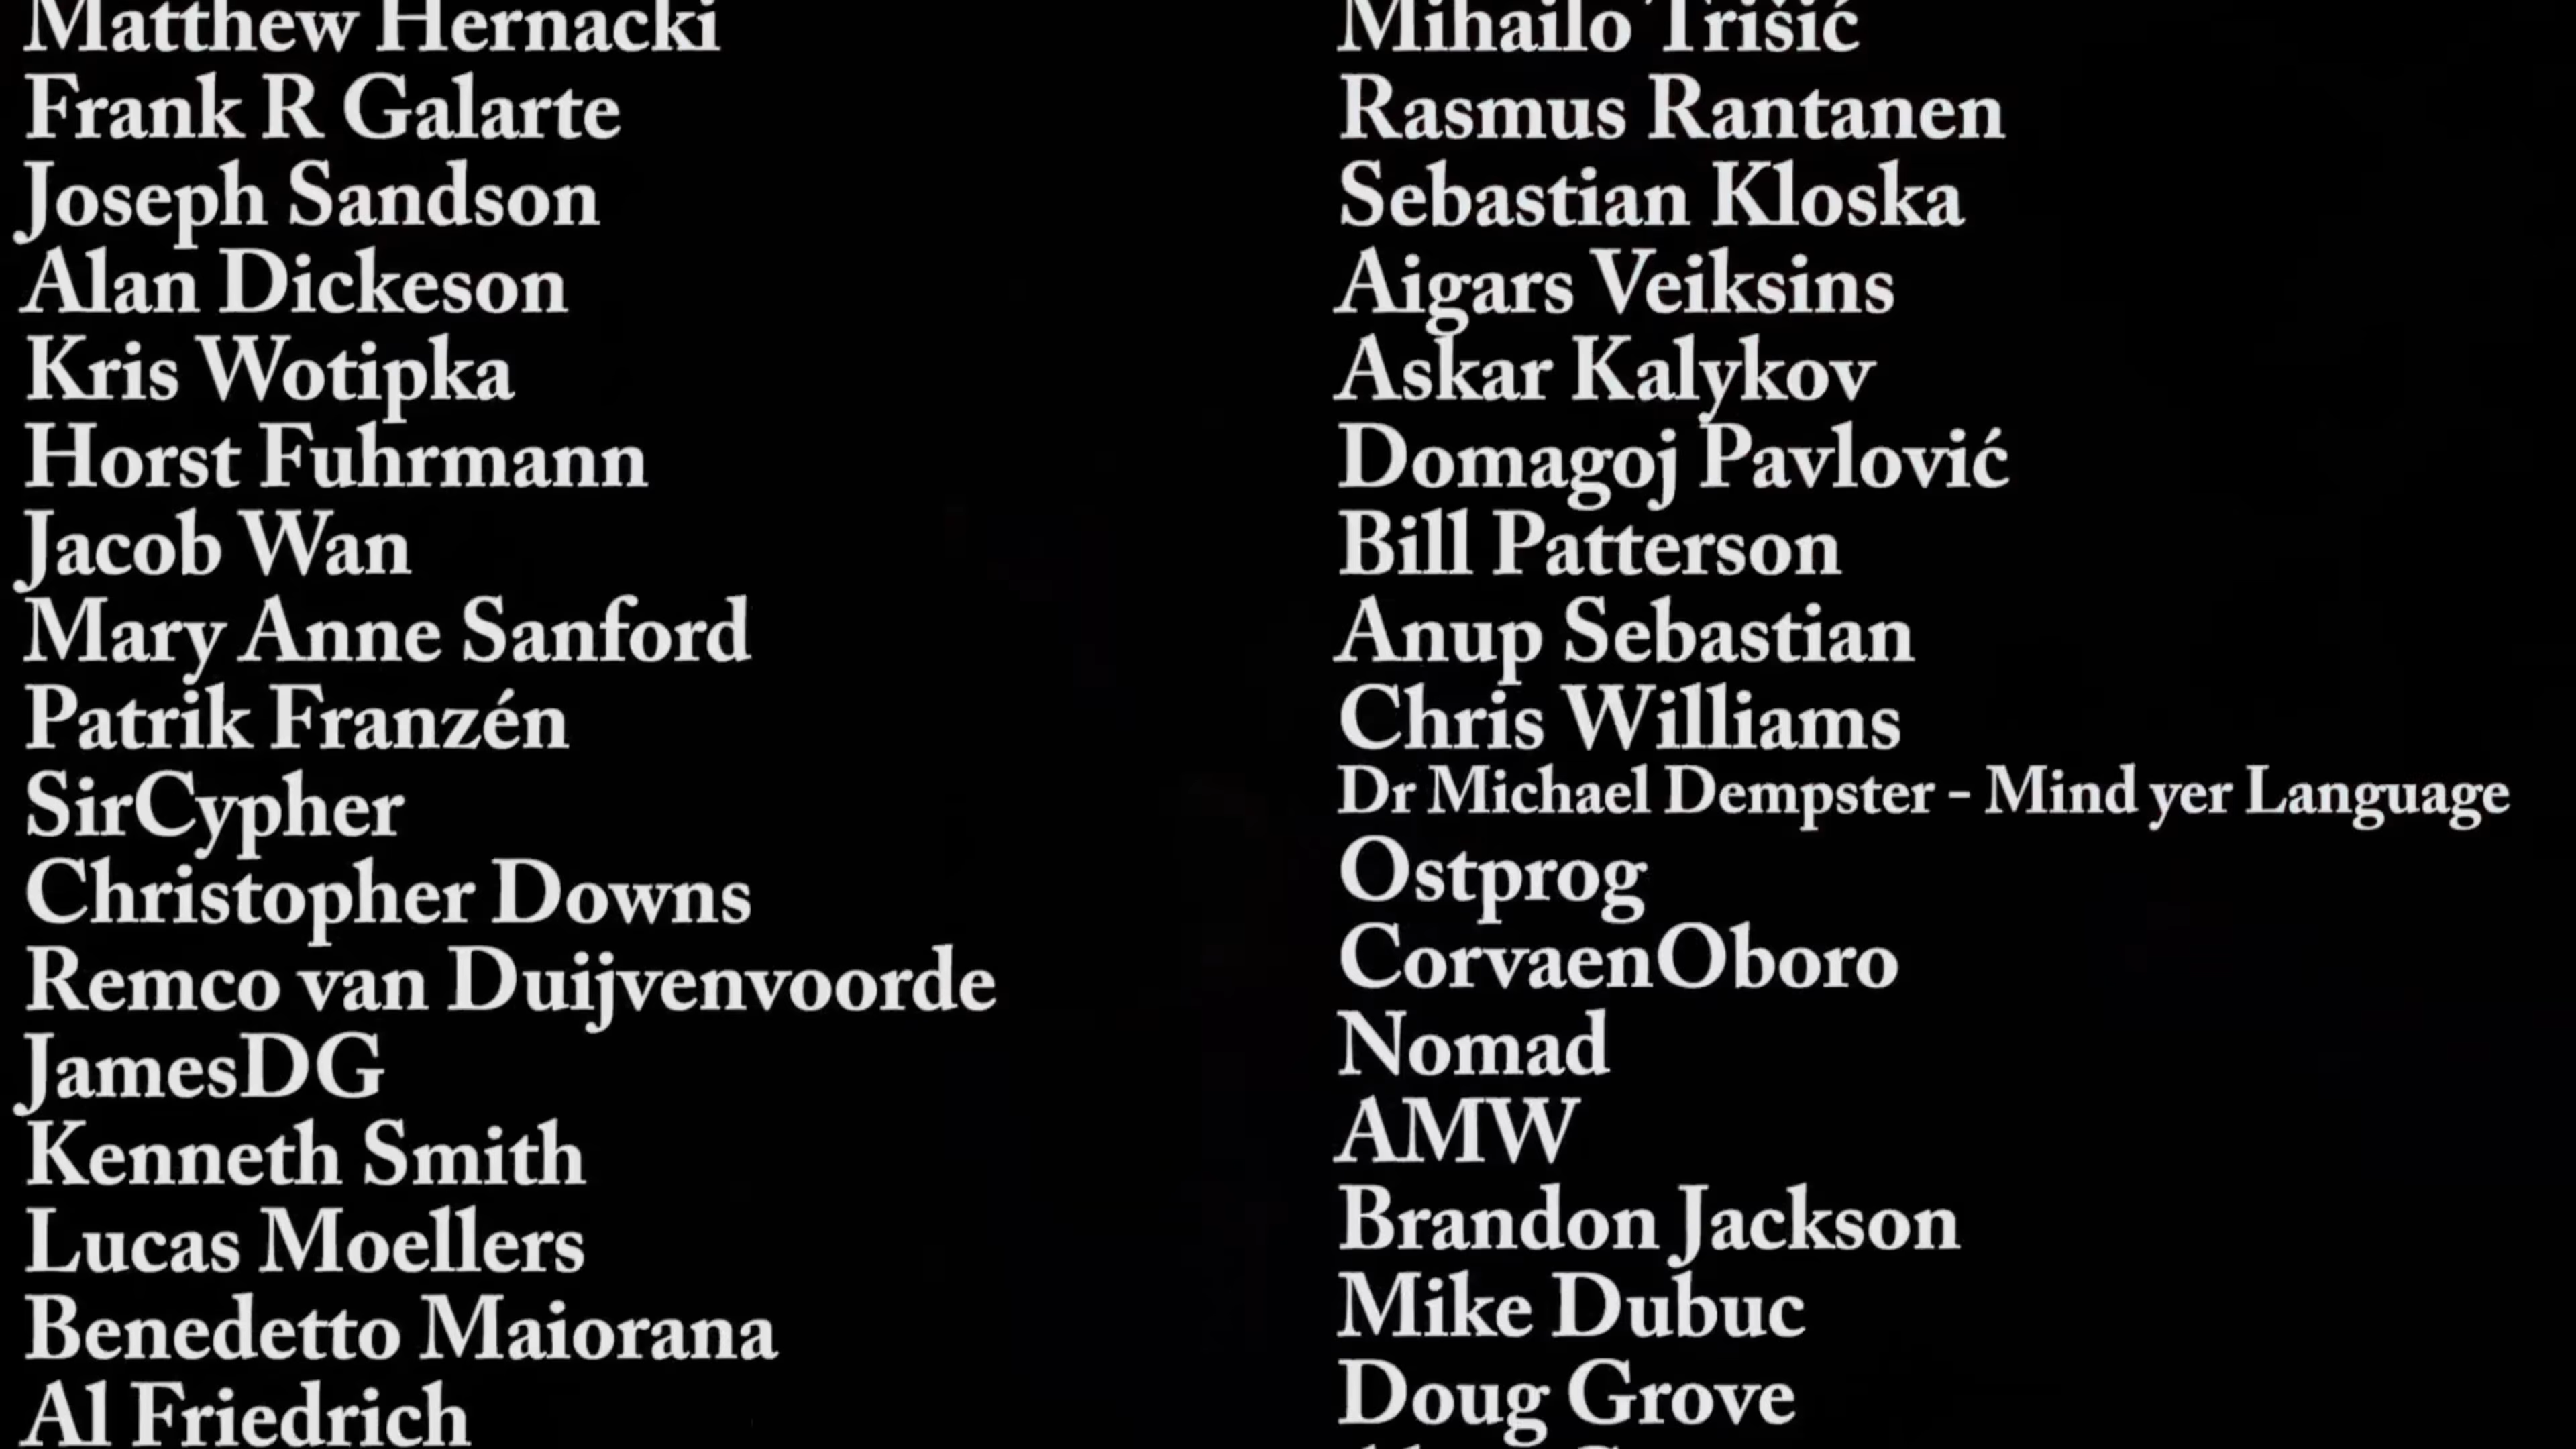 Matthew Hernacki
Frank R Galarte
Joseph Sandson
Alan Dickeson
Kris Wotipka
Horst Fuhrmann
Jacob Wan
Mary Anne Sanford
Patrik Franzén
SirCypher
Christopher Downs
Remco van Duijvenvoorde
JamesDG
Kenneth Smith
Lucas Moellers
Benedetto Maiorana
Al Friedrich
Mihailo Trišić
Rasmus Rantanen
Sebastian Kloska
Aigars Veiksins
Askar Kalykov
Domagoj Pavlović
Bill Patterson
Anup Sebastian
Chris Williams
Dr Michael Dempster - Mind yer Language
Ostprog
CorvaenOboro
Nomad
AMW
Brandon Jackson
Mike Dubuc
Doug Grove